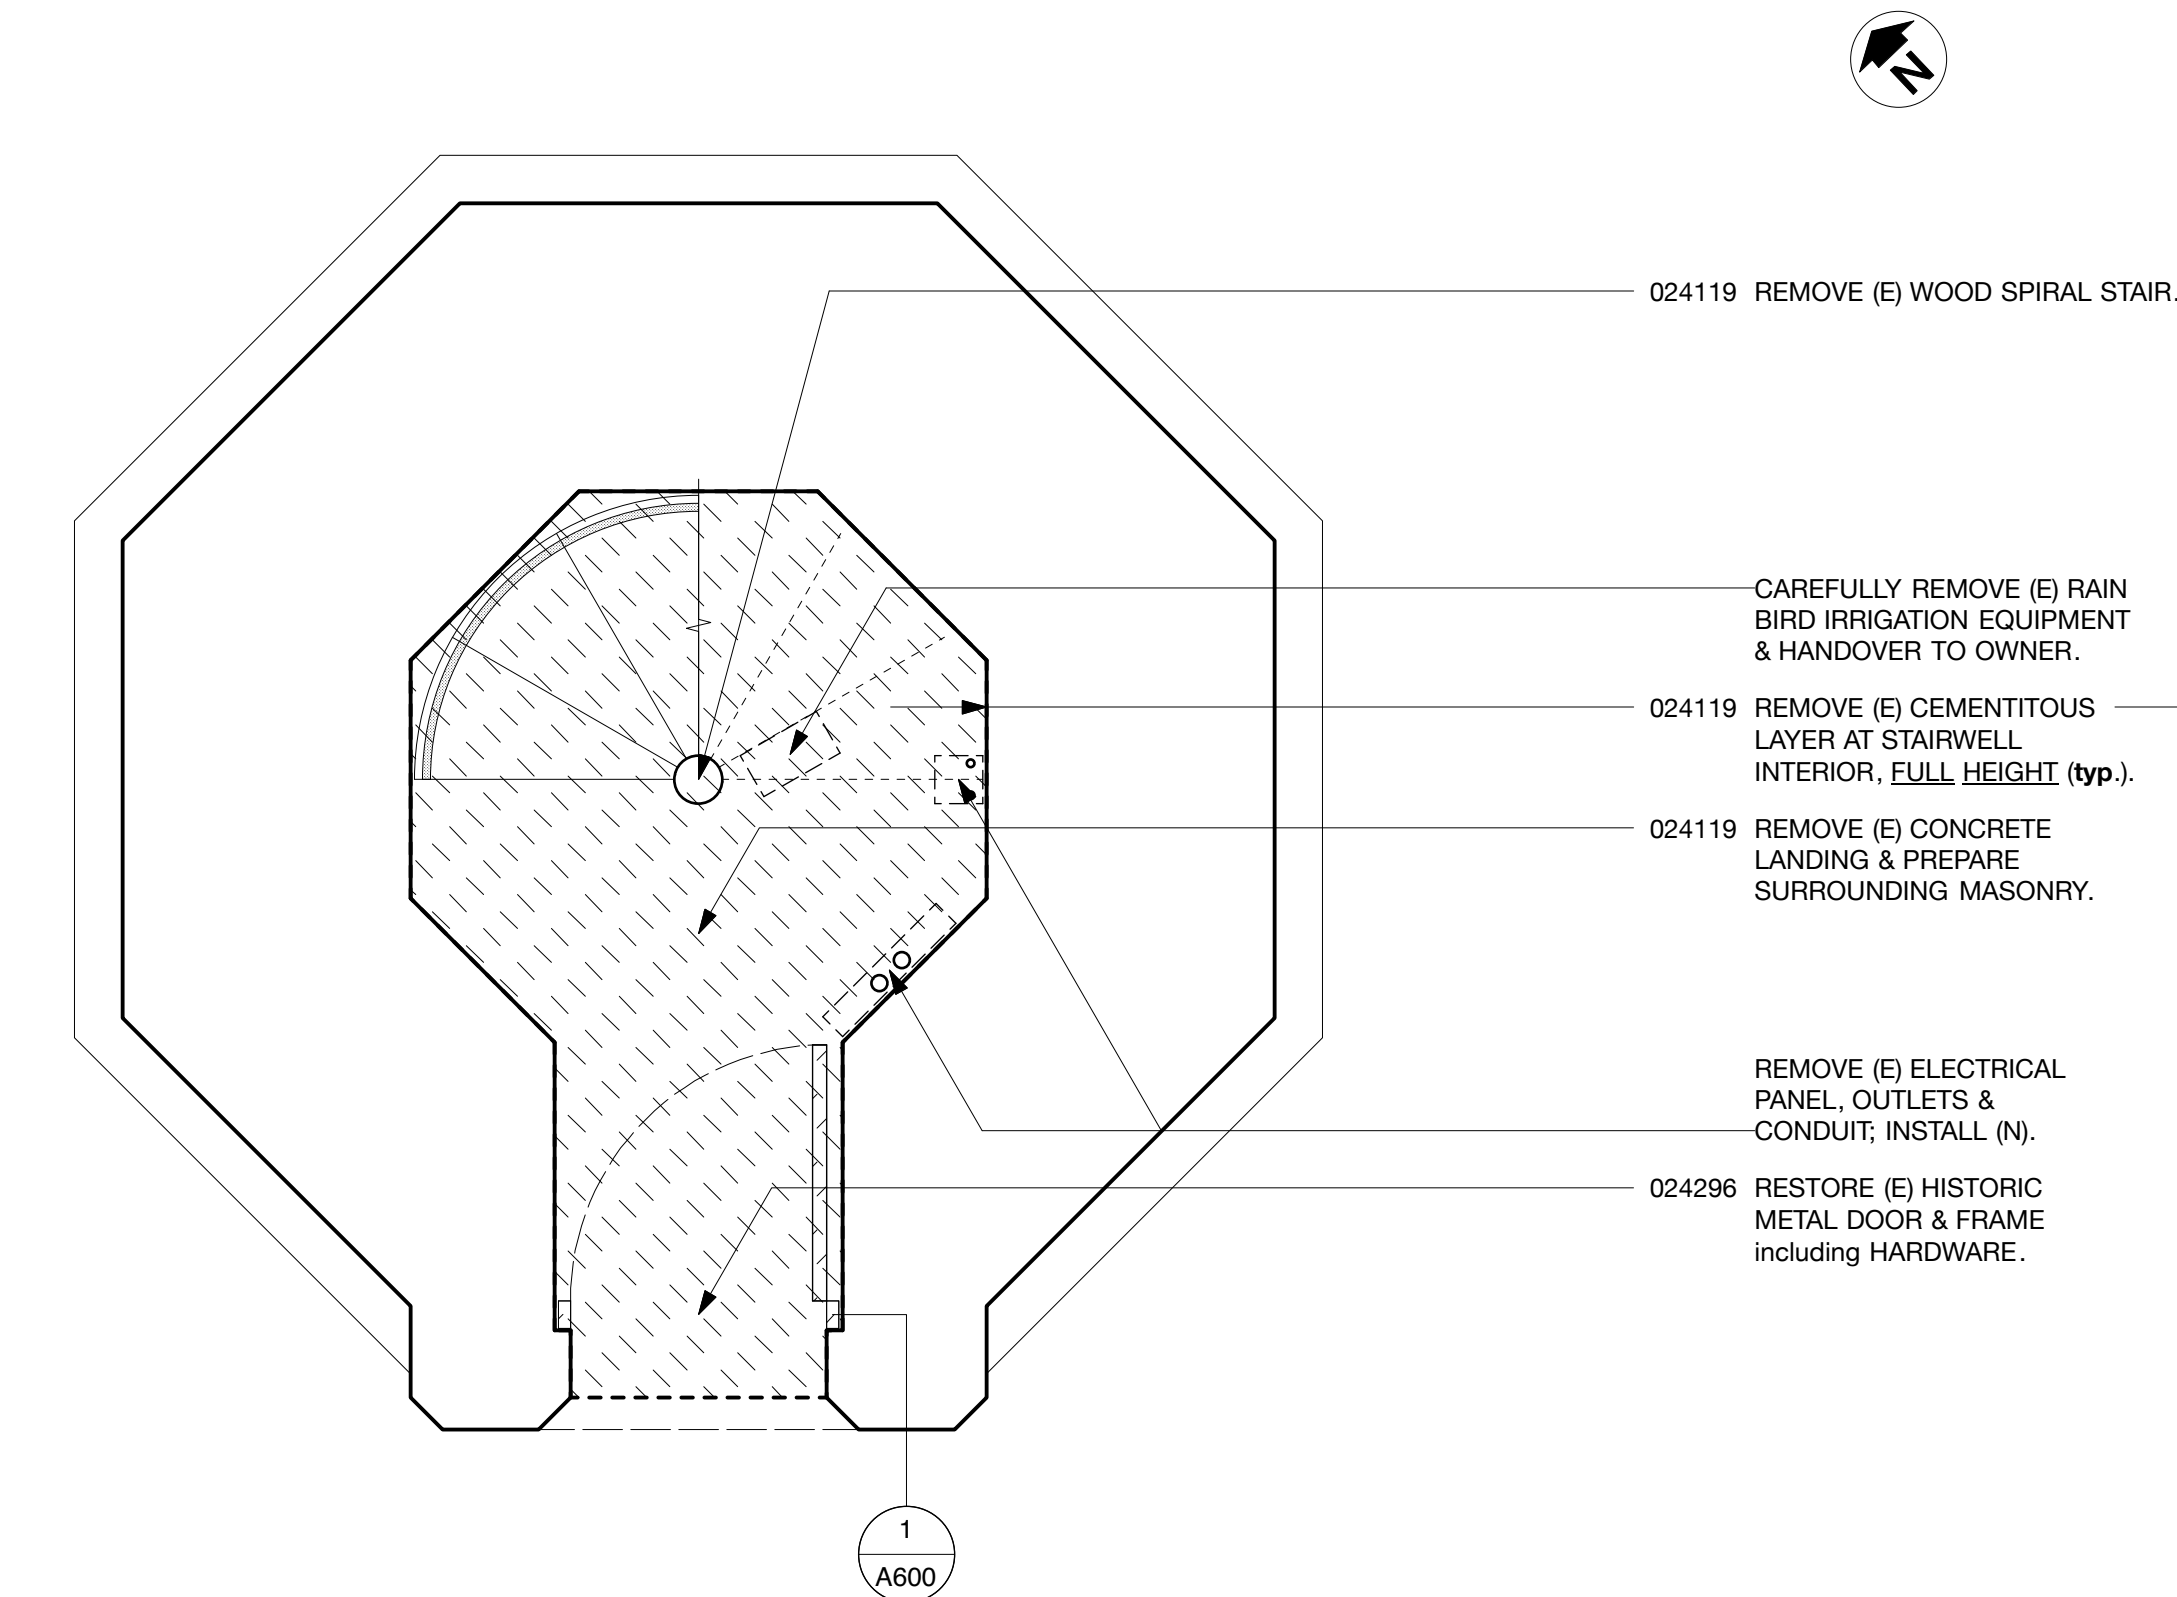 N
024119 REMOVE (E) WOOD SPIRAL STAIR.
CAREFULLY REMOVE (E) RAIN
BIRD IRRIGATION EQUIPMENT
& HANDOVER TO OWNER.
024119 REMOVE (E) CEMENTITOUS
LAYER AT STAIRWELL
INTERIOR, FULL HEIGHT (typ.).
024119 REMOVE (E) CONCRETE
LANDING & PREPARE
SURROUNDING MASONRY.
REMOVE (E) ELECTRICAL
PANEL, OUTLETS &
CONDUIT; INSTALL (N).
024296 RESTORE (E) HISTORIC
METAL DOOR & FRAME
including HARDWARE.
1
A600